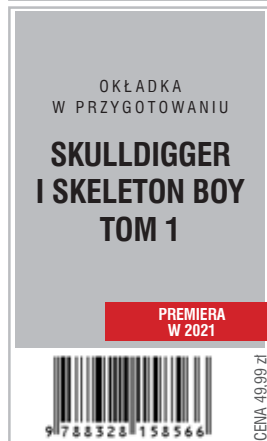 OKŁADKA
W PRZYGOTOWANIU
SKULLDIGGER
I SKELETON BOY
TOM 1
PREMIERA
W 2021
9 788328 158566
CENA 49.99 zł